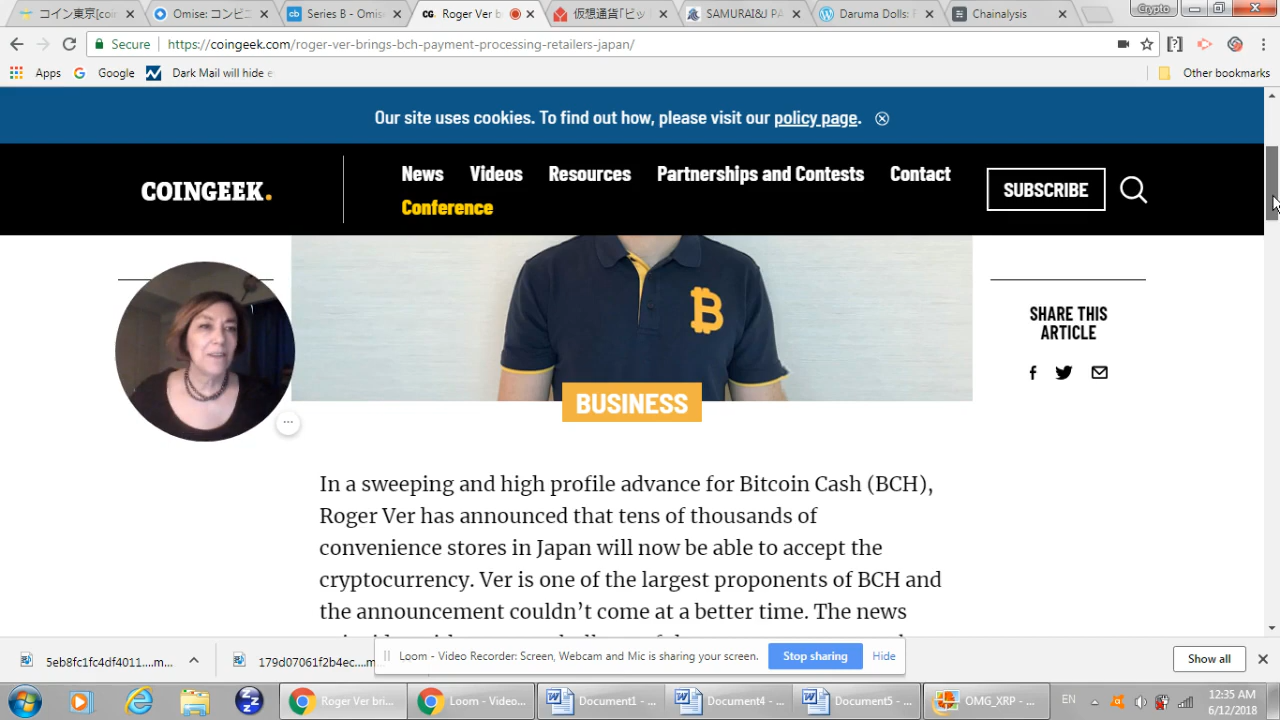 コイン東京[coin
Omise: コンビニ
Series B - Omis
Roger Ver b
仮想通貨「ビッ
SAMURAI&J PA
Daruma Dolls:
Chainalysis
Crypto
Secure
https://coingeek.com/roger-ver-brings-bch-payment-processing-retailers-japan/
Apps
Google
Dark Mail will hide e
Other bookmarks
Our site uses cookies. To find out how, please visit our policy page.
COINGEEK.
News Videos Resources Partnerships and Contests Contact
Conference
SUBSCRIBE
SHARE THIS
ARTICLE
BUSINESS
In a sweeping and high profile advance for Bitcoin Cash (BCH),
Roger Ver has announced that tens of thousands of
convenience stores in Japan will now be able to accept the
cryptocurrency. Ver is one of the largest proponents of BCH and
the announcement couldn’t come at a better time. The news
Loom - Video Recorder: Screen, Webcam and Mic is sharing your screen.
Stop sharing
Hide
5eb8fc1fc4df4011....m...
179d07061f2b4ec....m...
Show all
Roger Ver bri...
Loom - Video...
Document1 - ...
Document4 - ...
Document5 - ...
OMG_XRP - ...
EN
12:35 AM
6/12/2018